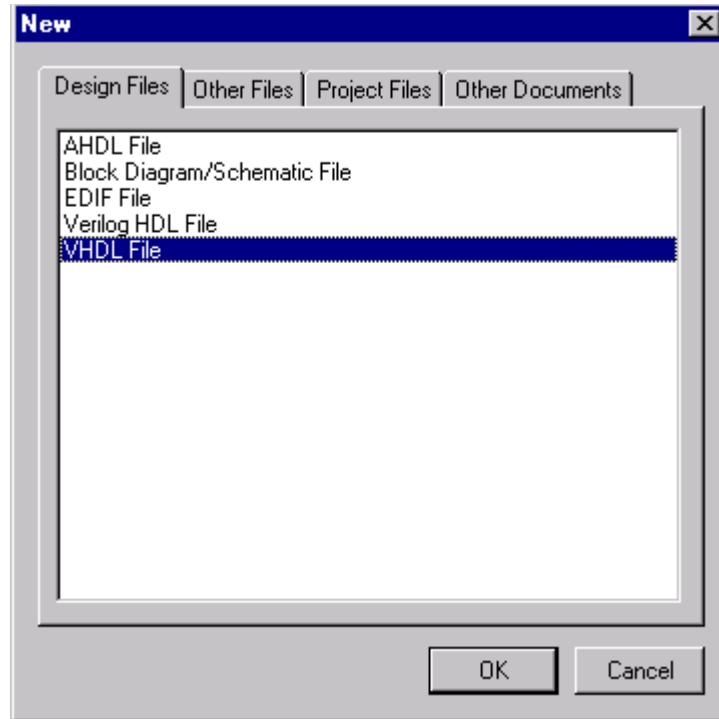 New
Design Files Other Files Project Files Other Documents
AHDL File
Block Diagram/Schematic File
EDIF File
Verilog HDL File
VHDL File
OK Cancel